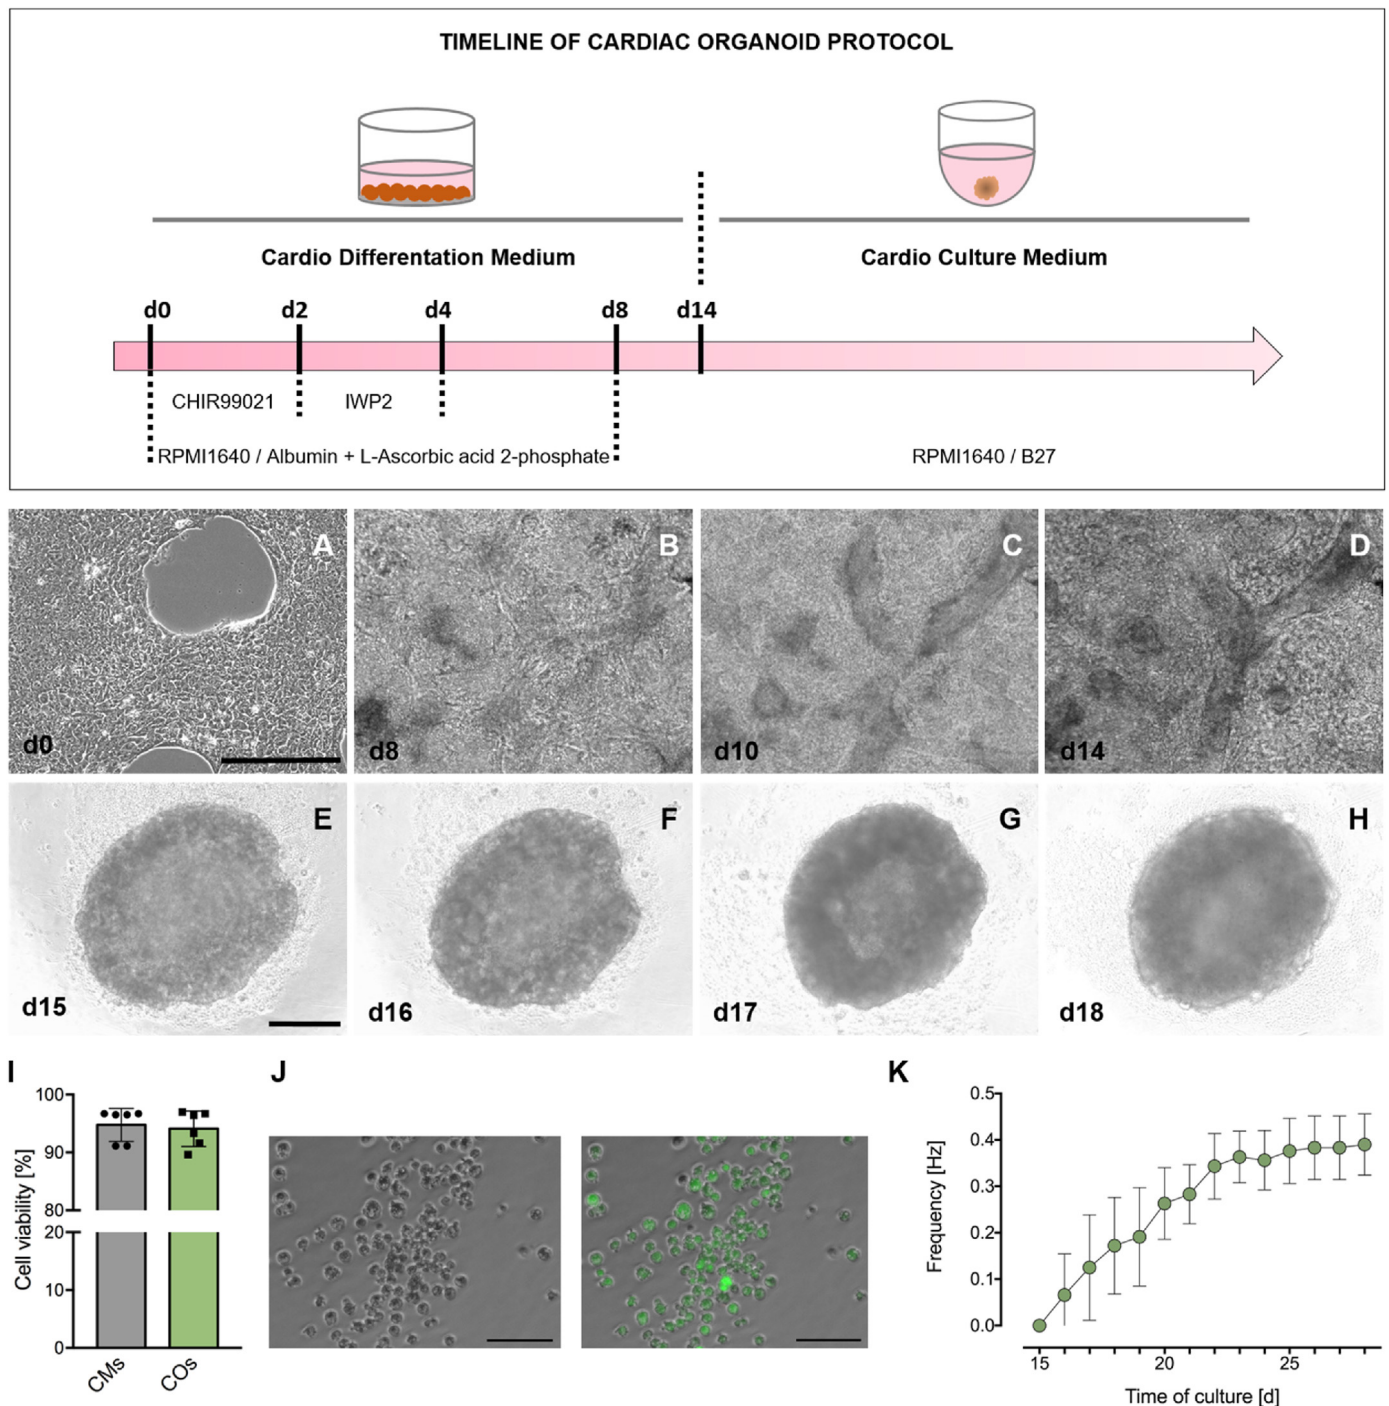 TIMELINE OF CARDIAC ORGANOID PROTOCOL
Cardio Differentation Medium
Cardio Culture Medium
d0 d2 d4 d8 d14
CHIR99021 IWP2
RPMI1640 / Albumin + L-Ascorbic acid 2-phosphate
RPMI1640 / B27
A
d0
B
d8
C
d10
D
d14
E
d15
F
d16
G
d17
H
d18
I
Cell viability [%]
100
90
80
20
10
0
CMs
COs
J
K
Frequency [Hz]
0.5
0.4
0.3
0.2
0.1
0.0
15 20 25
Time of culture [d]